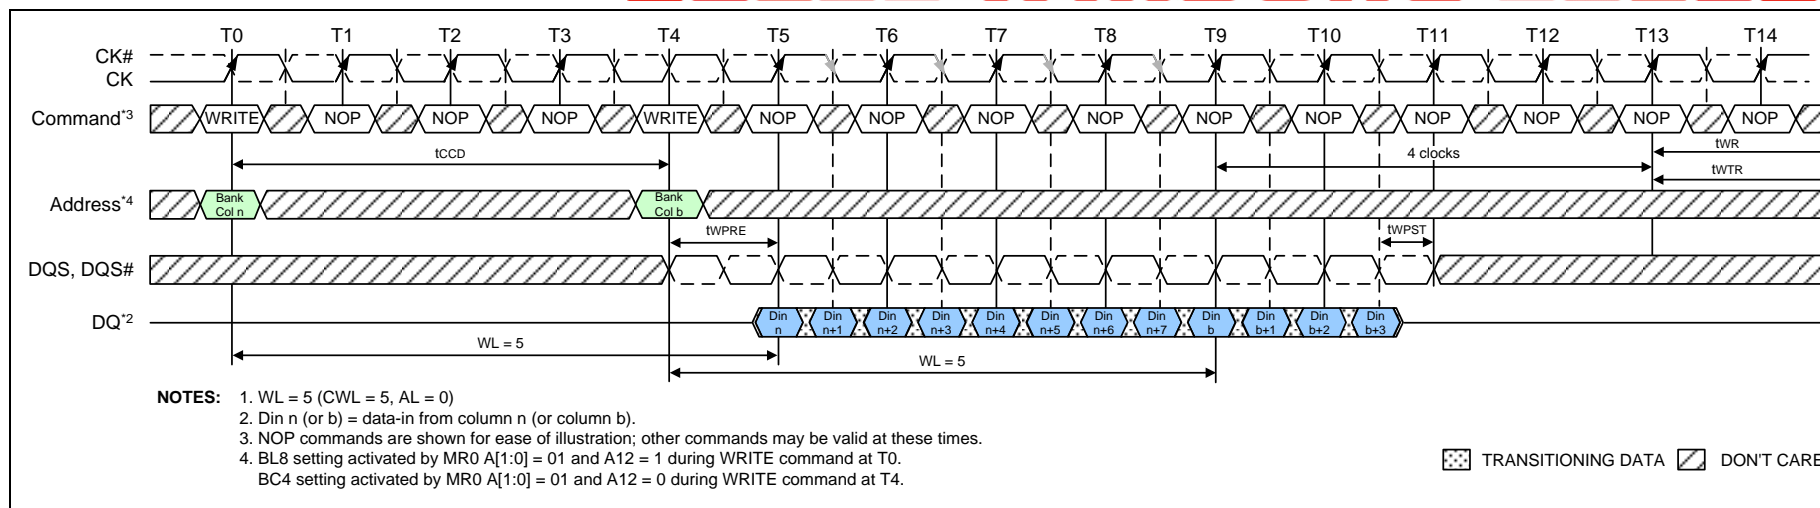 T0 T1 T2 T3 T4 T5 T6 T7 T8 T9 T10 T11 T12 T13 T14
CK#
CK
Command*3 WRITE NOP NOP NOP WRITE NOP NOP NOP NOP NOP NOP NOP NOP NOP NOP
tCCD 4 clocks tWR
tWTR
Address*4 Bank Col n Bank Col b
tWPRE tWPST
DQS, DQS#
DQ*2 Din n Din n+1 Din n+2 Din n+3 Din n+4 Din n+5 Din n+6 Din n+7 Din b Din b+1 Din b+2 Din b+3
WL = 5
WL = 5
NOTES: 1. WL = 5 (CWL = 5, AL = 0)
2. Din n (or b) = data-in from column n (or column b).
3. NOP commands are shown for ease of illustration; other commands may be valid at these times.
4. BL8 setting activated by MR0 A[1:0] = 01 and A12 = 1 during WRITE command at T0.
BC4 setting activated by MR0 A[1:0] = 01 and A12 = 0 during WRITE command at T4.
TRANSITIONING DATA DON'T CARE